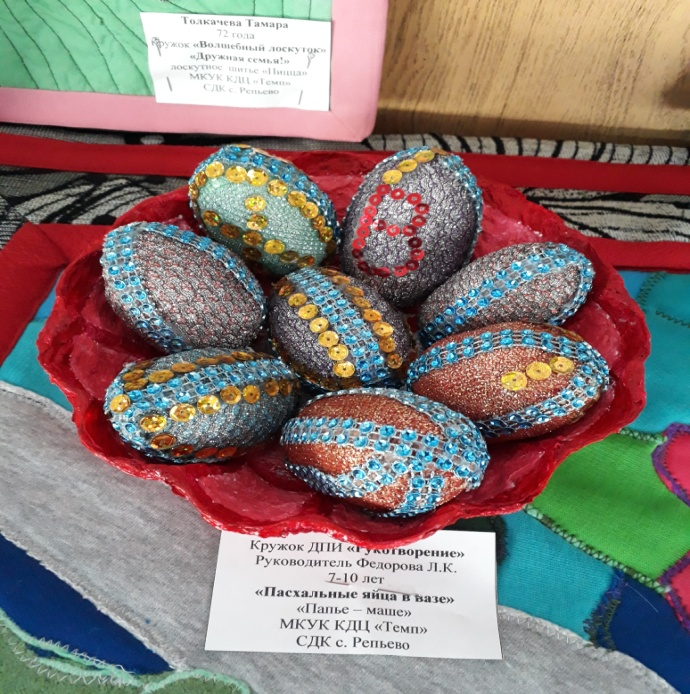 Толкачева Тамара
72 года
Кружок «Волшебный лоскуток»
«Дружная семья!»
лоскутное шитье «Пицца»
МКУК КДЦ «Темп»
СДК с. Репьево
Кружок ДПИ «Рукотворение»
Руководитель Федорова Л.К.
7-10 лет
«Пасхальные яйца в вазе»
«Папье – маше»
МКУК КДЦ «Темп»
СДК с. Репьево